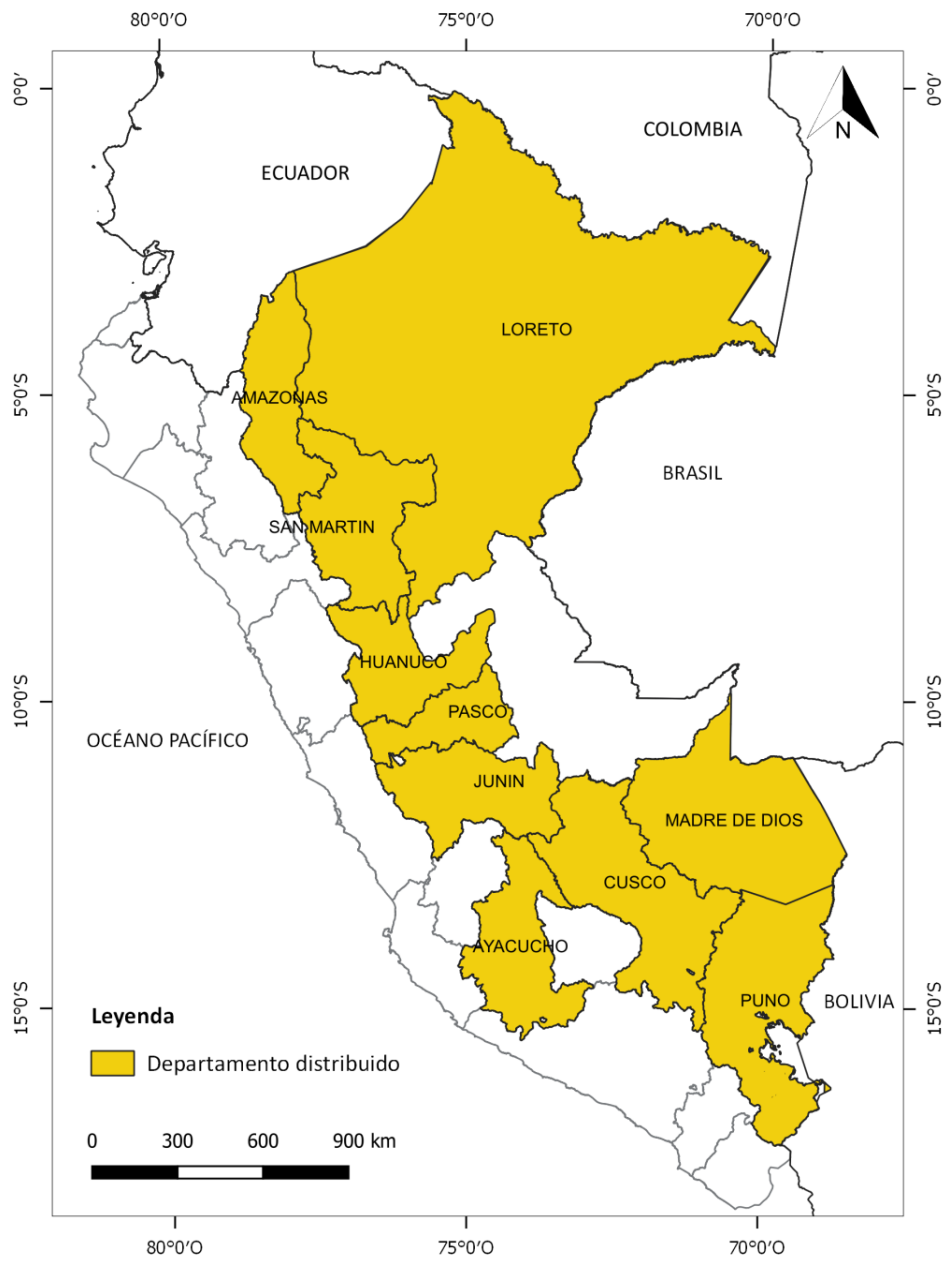 80°0'O 75°0'O 70°0'O
0°0' 0°0'
N
COLOMBIA
ECUADOR
LORETO
5°0'S 5°0'S
AMAZONAS
BRASIL
SAN MARTIN
HUANUCO
10°0'S 10°0'S
PASCO
OCÉANO PACÍFICO
JUNIN
MADRE DE DIOS
CUSCO
AYACUCHO
PUNO BOLIVIA
15°0'S 15°0'S
Leyenda
Departamento distribuido
0 300 600 900 km
80°0'O 75°0'O 70°0'O